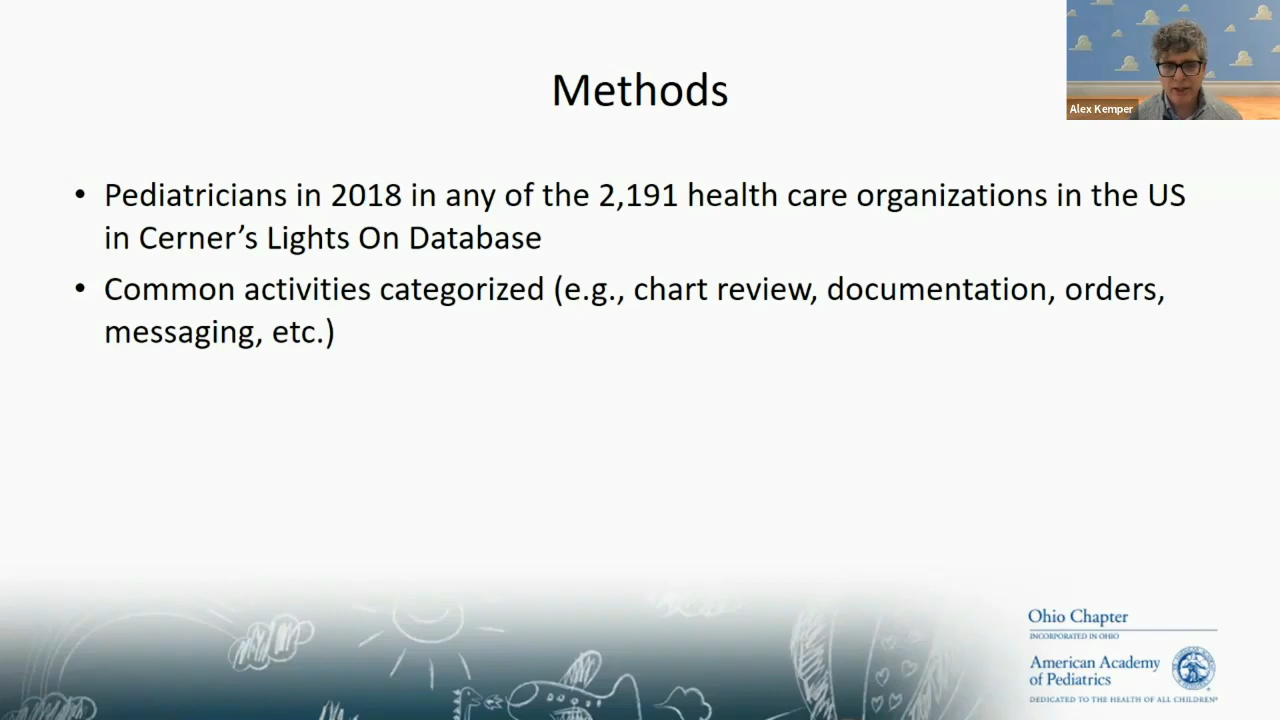 Methods
Alex Kemper
• Pediatricians in 2018 in any of the 2,191 health care organizations in the US
in Cerner’s Lights On Database
• Common activities categorized (e.g., chart review, documentation, orders,
messaging, etc.)
Ohio Chapter
INCORPORATED IN OHIO
American Academy
of Pediatrics
DEDICATED TO THE HEALTH OF ALL CHILDREN®